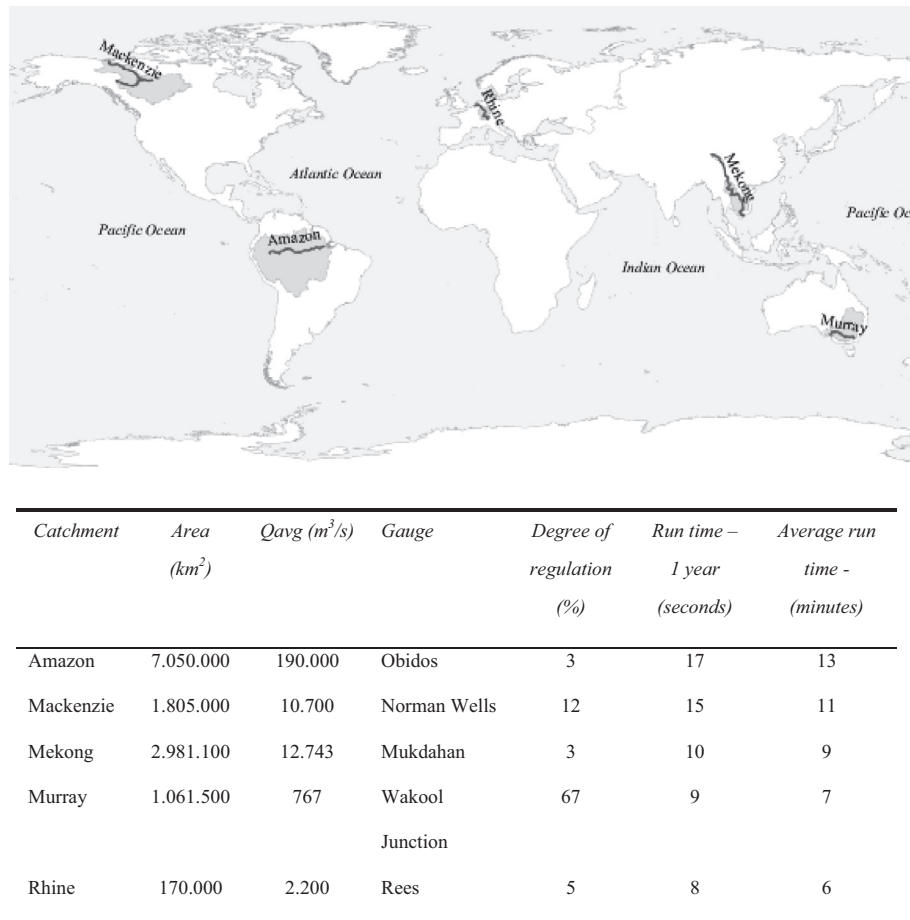 Mackenzie
Rhine
Mekong
Atlantic Ocean
Pacific Oc
Pacific Ocean
Amazon
Indian Ocean
Murray
Catchment Area Qavg (m³/s) Gauge Degree of Run time – Average run
(km²) regulation 1 year time -
(%) (seconds) (minutes)
Amazon 7.050.000 190.000 Obidos 3 17 13
Mackenzie 1.805.000 10.700 Norman Wells 12 15 11
Mekong 2.981.100 12.743 Mukdahan 3 10 9
Murray 1.061.500 767 Wakool 67 9 7
Junction
Rhine 170.000 2.200 Rees 5 8 6